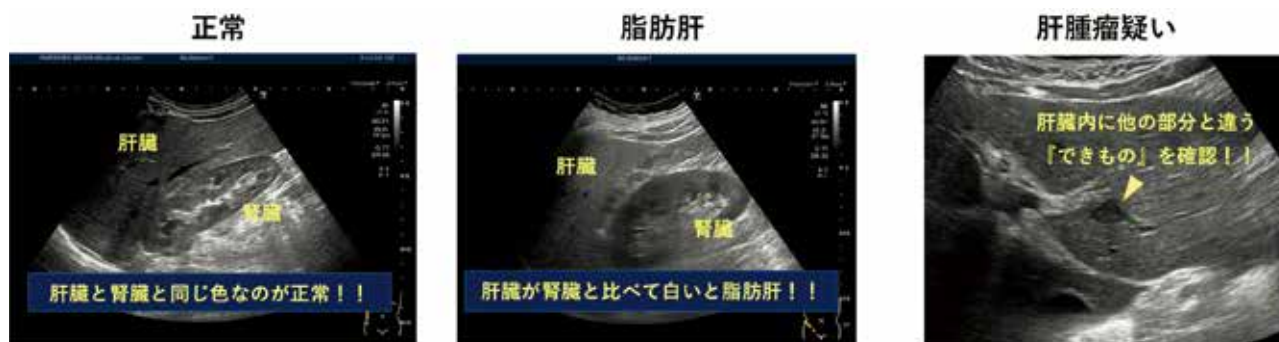 正常
脂肪肝
肝腫瘤疑い
肝臓
腎臓
肝臓と腎臓と同じ色なのが正常！！
肝臓
腎臓
肝臓が腎臓と比べて白いと脂肪肝！！
肝臓内に他の部分と違う
『できもの』を確認！！